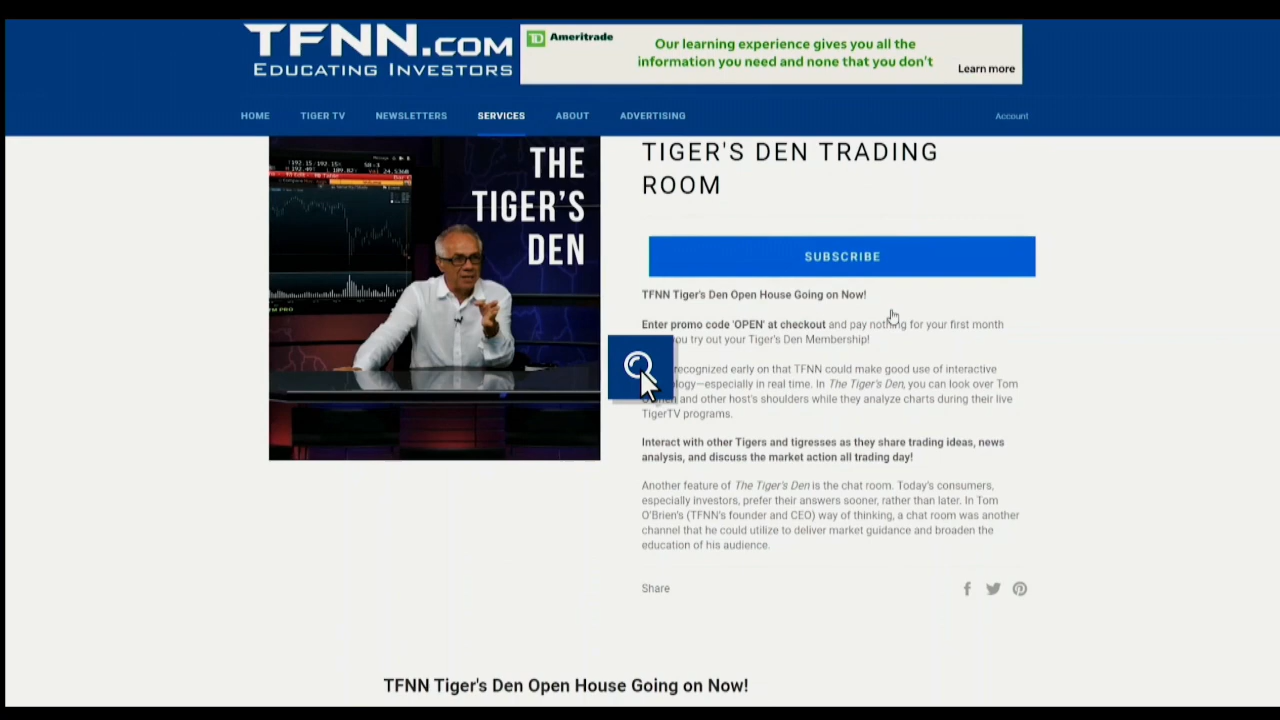 TFNN.COM
EDUCATING INVESTORS
TD Ameritrade
Our learning experience gives you all the
information you need and none that you don't
Learn more
HOME TIGER TV NEWSLETTERS SERVICES ABOUT ADVERTISING Account
THE
TIGER'S
DEN
TIGER'S DEN TRADING
ROOM
SUBSCRIBE
TFNN Tiger's Den Open House Going on Now!
Enter promo code 'OPEN' at checkout and pay nothing for your first month
you try out your Tiger's Den Membership!
recognized early on that TFNN could make good use of interactive
especially in real time. In The Tiger's Den, you can look over Tom
and other host's shoulders while they analyze charts during their live
TigerTV programs.
Interact with other Tigers and tigresses as they share trading ideas, news
analysis, and discuss the market action all trading day!
Another feature of The Tiger's Den is the chat room. Today's consumers,
especially investors, prefer their answers sooner, rather than later. In Tom
O'Brien's (TFNN's founder and CEO) way of thinking, a chat room was another
channel that he could utilize to deliver market guidance and broaden the
education of his audience.
Share
TFNN Tiger's Den Open House Going on Now!